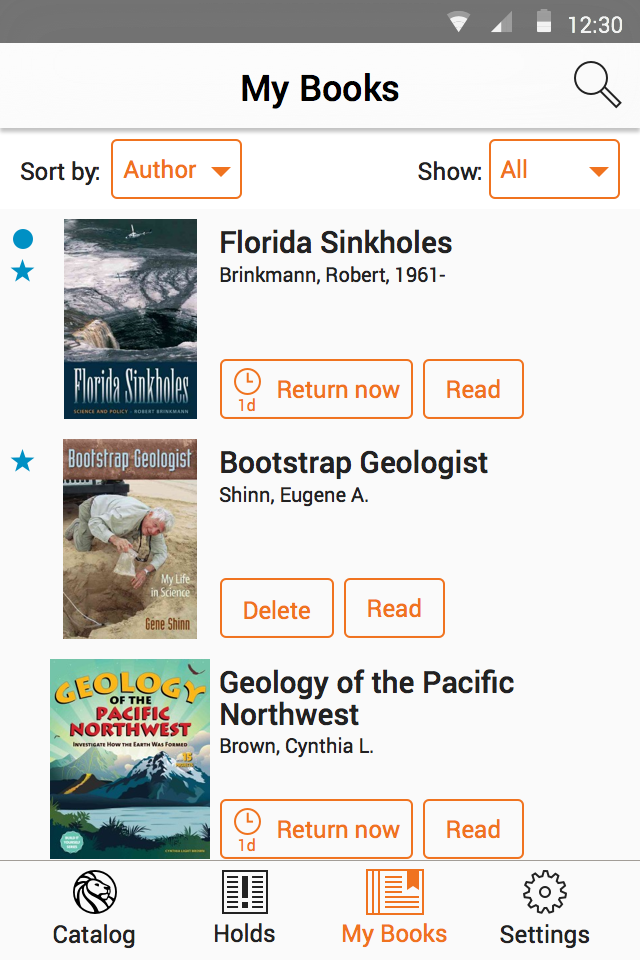 12:30
My Books
Sort by: Author Show: All
Florida Sinkholes
Brinkmann, Robert, 1961-
Florida Sinkholes
SCIENCE AND POLICY • ROBERT BRINKMANN
1d Return now Read
Bootstrap Geologist
Bootstrap Geologist
Shinn, Eugene A.
My Life
in Science
Gene Shinn
Delete Read
GEOLOGY
OF THE
PACIFIC
NORTHWEST
INVESTIGATE HOW THE EARTH WAS FORMED
15
Geology of the Pacific
Northwest
Brown, Cynthia L.
1d Return now Read
Catalog Holds My Books Settings